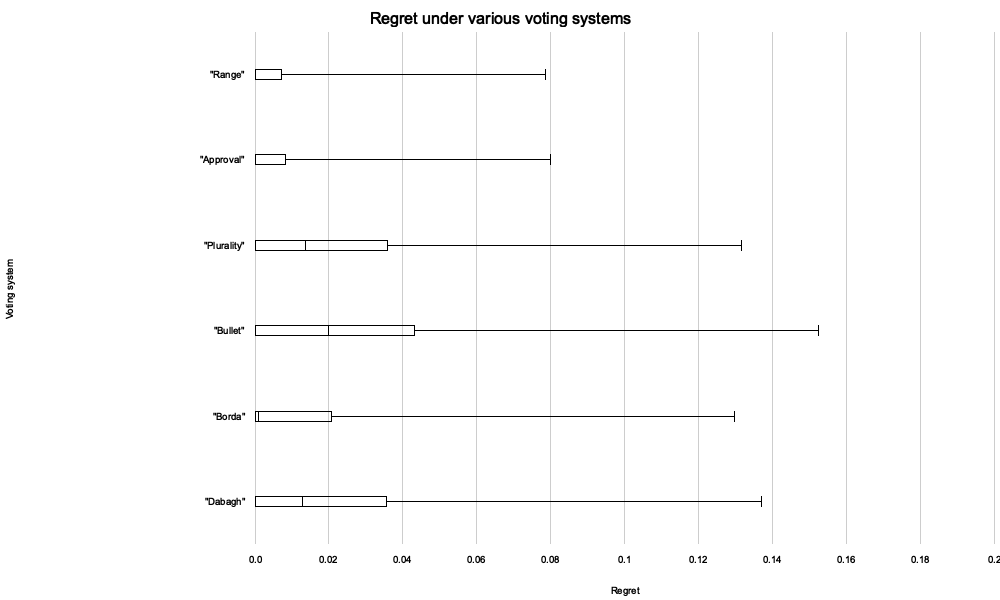 Regret under various voting systems
Voting system
"Range"
"Approval"
"Plurality"
"Bullet"
"Borda"
"Dabagh"
0.0 0.02 0.04 0.06 0.08 0.1 0.12 0.14 0.16 0.18 0.2
Regret